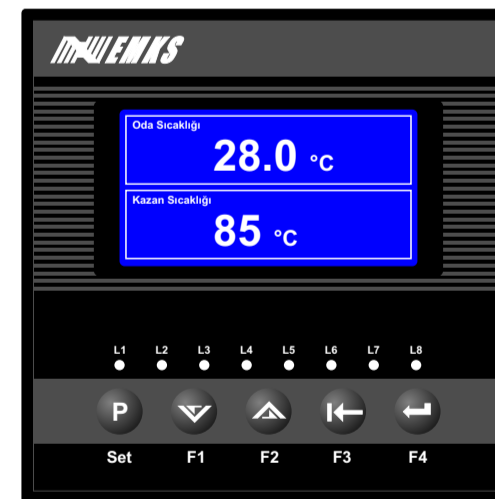 EMKS
Oda Sıcaklığı
28.0 °C
Kazan Sıcaklığı
85 °C
L1 L2 L3 L4 L5 L6 L7 L8
P
Set F1 F2 F3 F4